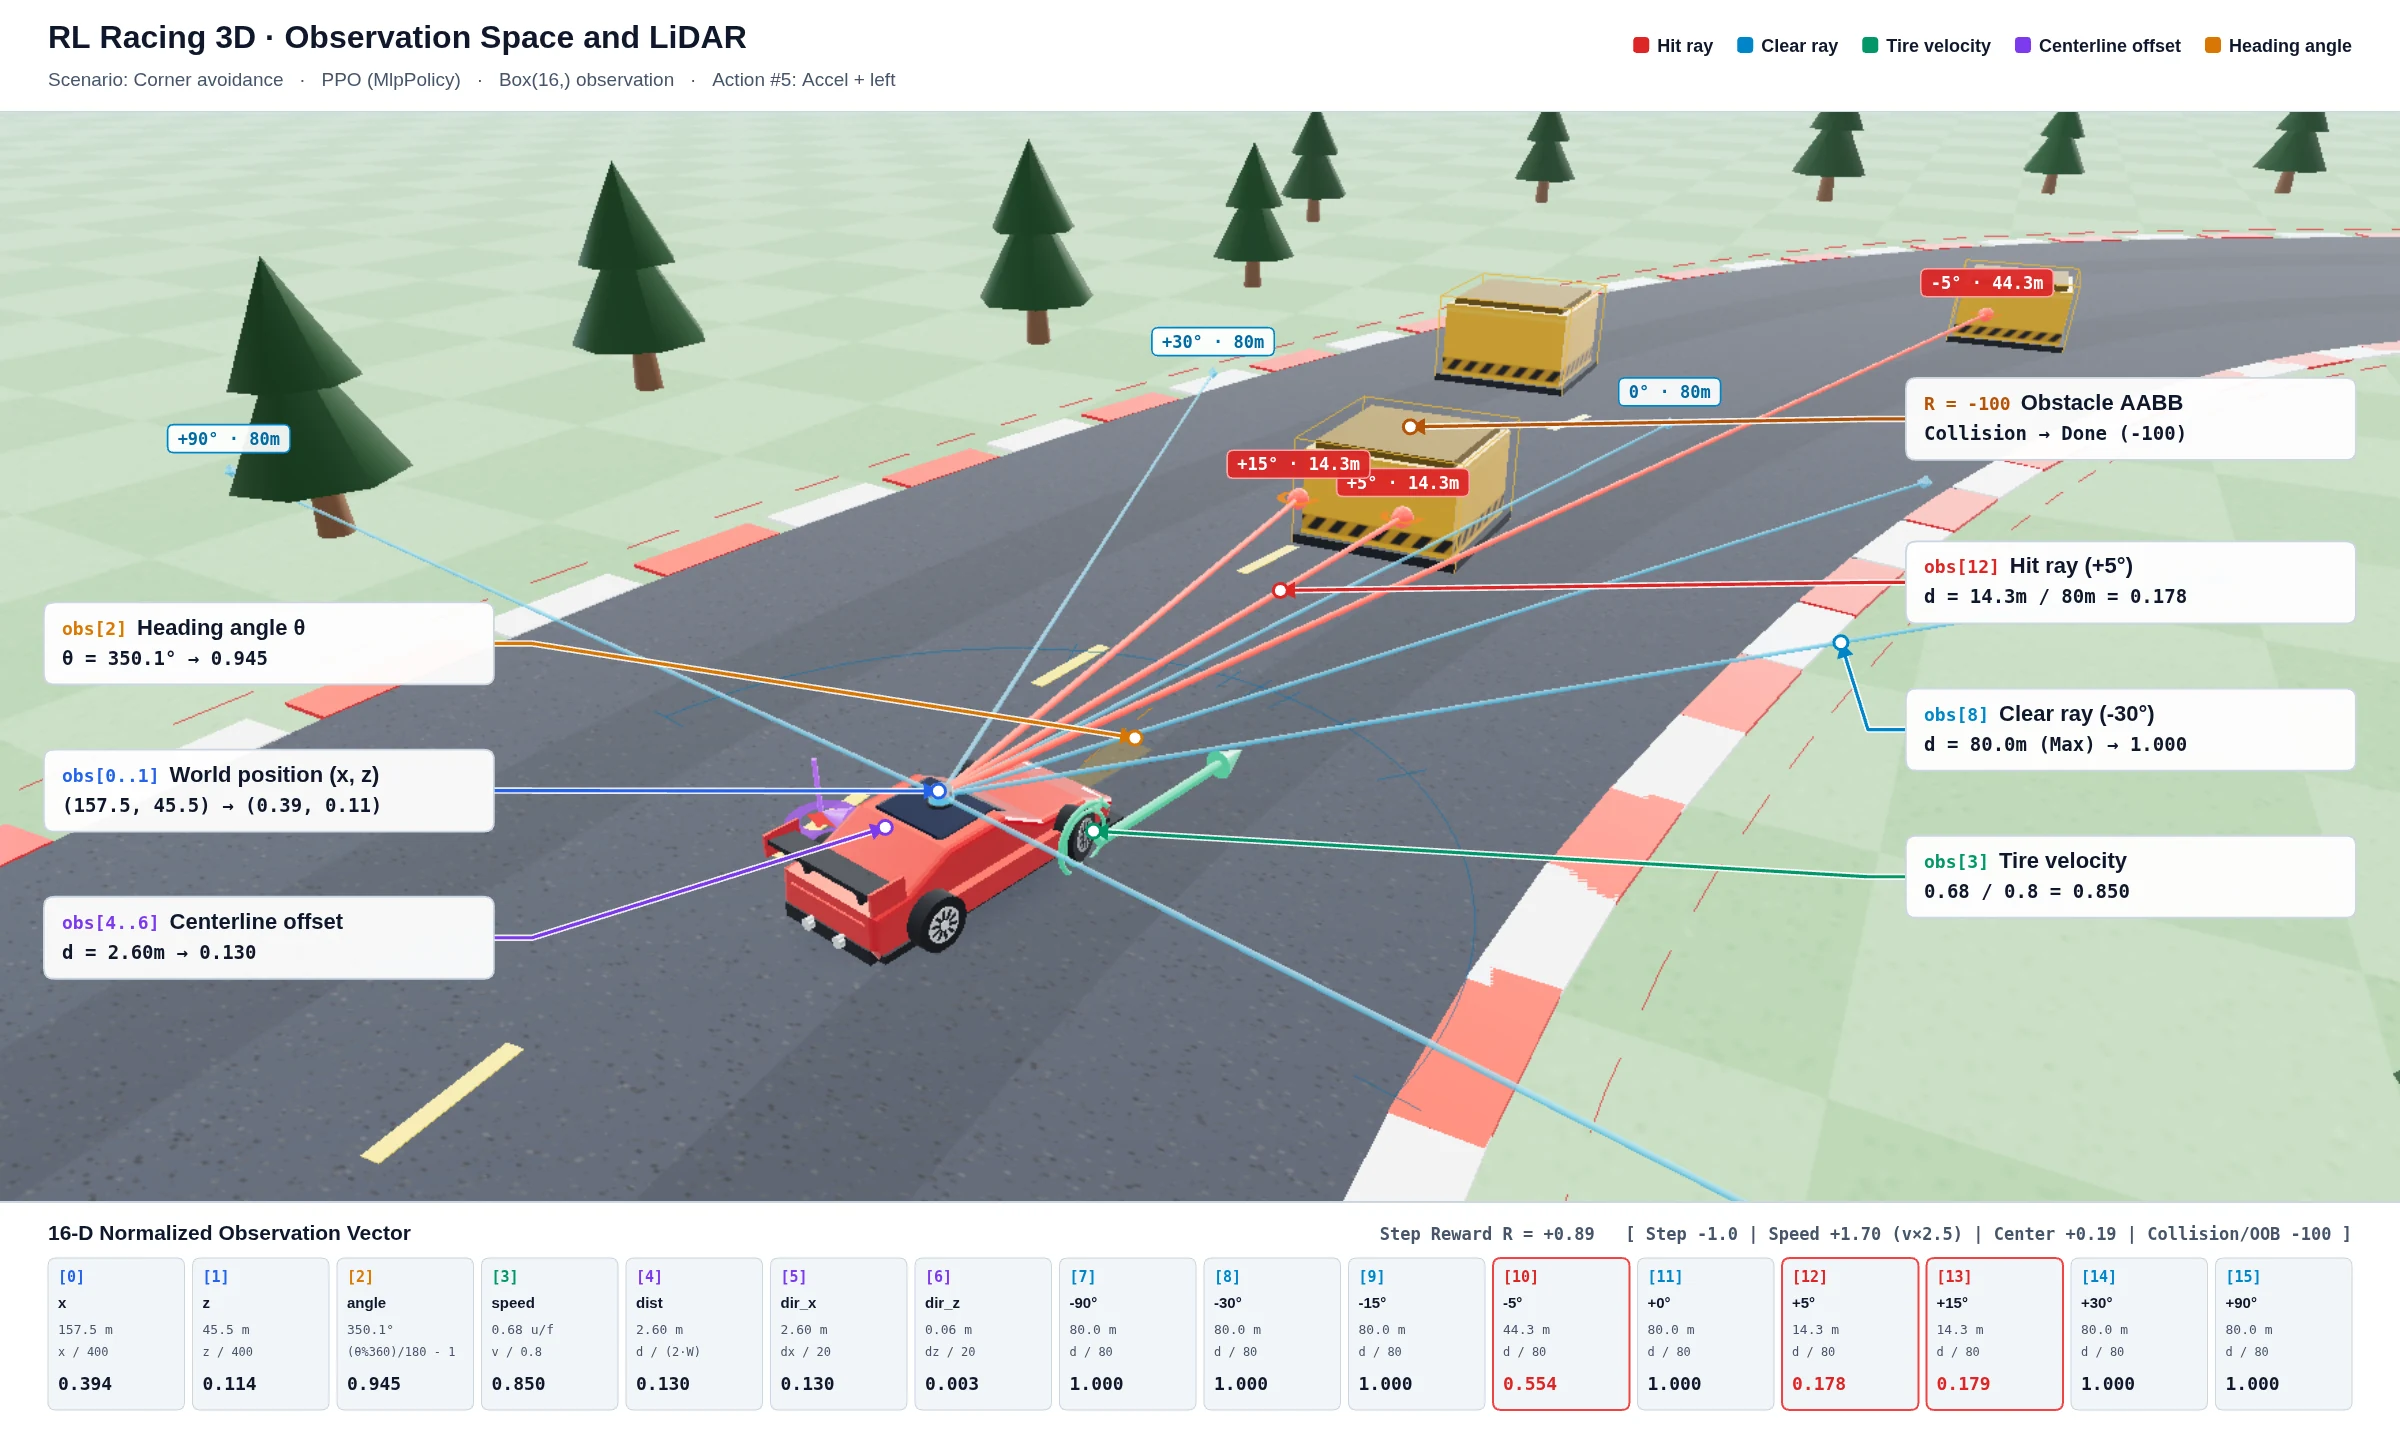 RL Racing 3D · Observation Space and LiDAR
Scenario: Corner avoidance · PPO (MlpPolicy) · Box(16,) observation · Action #5: Accel + left
Hit ray
Clear ray
Tire velocity
Centerline offset
Heading angle
-5° · 44.3m
+30° · 80m
0° · 80m
+90° · 80m
+15° · 14.3m
+5° · 14.3m
R = -100 Obstacle AABB
Collision → Done (-100)
obs[12] Hit ray (+5°)
d = 14.3m / 80m = 0.178
obs[8] Clear ray (-30°)
d = 80.0m (Max) → 1.000
obs[3] Tire velocity
0.68 / 0.8 = 0.850
obs[2] Heading angle θ
θ = 350.1° → 0.945
obs[0..1] World position (x, z)
(157.5, 45.5) → (0.39, 0.11)
obs[4..6] Centerline offset
d = 2.60m → 0.130
16-D Normalized Observation Vector
Step Reward R = +0.89 [ Step -1.0 | Speed +1.70 (v×2.5) | Center +0.19 | Collision/OOB -100 ]
[0]
x
157.5 m
x / 400
0.394
[1]
z
45.5 m
z / 400
0.114
[2]
angle
350.1°
(θ%360)/180 - 1
0.945
[3]
speed
0.68 u/f
v / 0.8
0.850
[4]
dist
2.60 m
d / (2·W)
0.130
[5]
dir_x
2.60 m
dx / 20
0.130
[6]
dir_z
0.06 m
dz / 20
0.003
[7]
-90°
80.0 m
d / 80
1.000
[8]
-30°
80.0 m
d / 80
1.000
[9]
-15°
80.0 m
d / 80
1.000
[10]
-5°
44.3 m
d / 80
0.554
[11]
+0°
80.0 m
d / 80
1.000
[12]
+5°
14.3 m
d / 80
0.178
[13]
+15°
14.3 m
d / 80
0.179
[14]
+30°
80.0 m
d / 80
1.000
[15]
+90°
80.0 m
d / 80
1.000